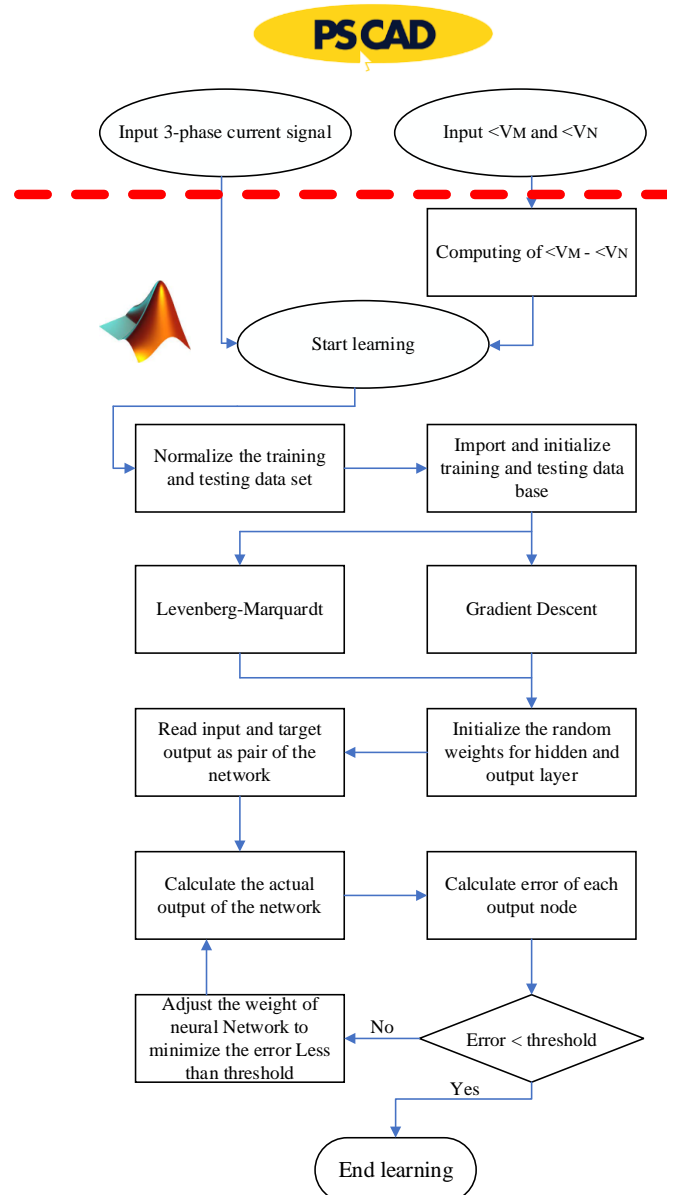 PSCAD
Input 3-phase current signal
Input <VM and <VN
Computing of <VM - <VN
Start learning
Normalize the training
and testing data set
Import and initialize
training and testing data
base
Levenberg-Marquardt
Gradient Descent
Read input and target
output as pair of the
network
Initialize the random
weights for hidden and
output layer
Calculate the actual
output of the network
Calculate error of each
output node
Adjust the weight of
neural Network to
minimize the error Less
than threshold
No
Error < threshold
Yes
End learning